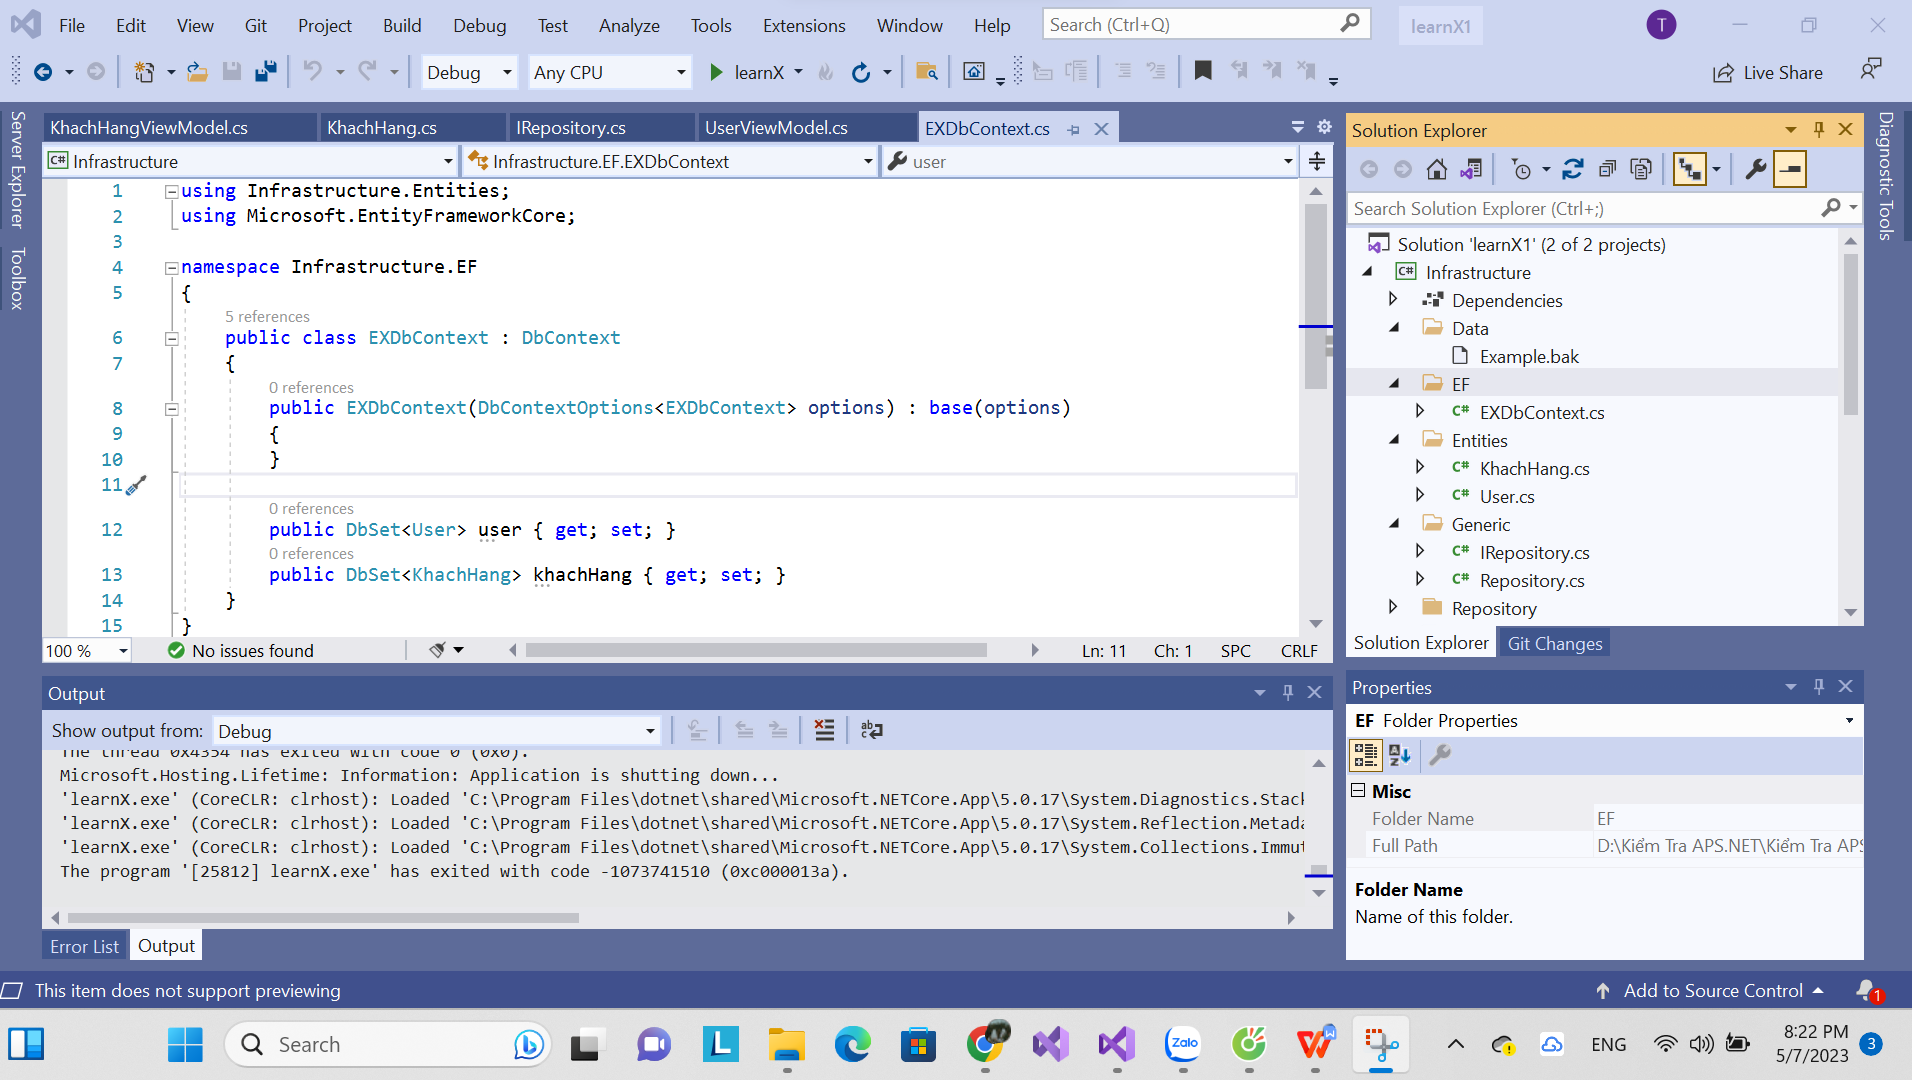 File Edit View Git Project Build Debug Test Analyze Tools Extensions Window Help Search (Ctrl+Q) learnX1 T
Debug Any CPU learnX Live Share
Server Explorer
Toolbox
KhachHangViewModel.cs KhachHang.cs IRepository.cs UserViewModel.cs EXDbContext.cs
C# Infrastructure Infrastructure.EF.EXDbContext user
1 using Infrastructure.Entities;
2 using Microsoft.EntityFrameworkCore;
3
4 namespace Infrastructure.EF
5 {
5 references
6 public class EXDbContext : DbContext
7 {
0 references
8 public EXDbContext(DbContextOptions<EXDbContext> options) : base(options)
9 {
10 }
11
0 references
12 public DbSet<User> user { get; set; }
0 references
13 public DbSet<KhachHang> khachHang { get; set; }
14 }
15 }
100 % No issues found Ln: 11 Ch: 1 SPC CRLF
Output
Show output from: Debug
The thread 0x4354 has exited with code 0 (0x0).
Microsoft.Hosting.Lifetime: Information: Application is shutting down...
'learnX.exe' (CoreCLR: clrhost): Loaded 'C:\Program Files\dotnet\shared\Microsoft.NETCore.App\5.0.17\System.Diagnostics.Stack
'learnX.exe' (CoreCLR: clrhost): Loaded 'C:\Program Files\dotnet\shared\Microsoft.NETCore.App\5.0.17\System.Reflection.Metada
'learnX.exe' (CoreCLR: clrhost): Loaded 'C:\Program Files\dotnet\shared\Microsoft.NETCore.App\5.0.17\System.Collections.Immut
The program '[25812] learnX.exe' has exited with code -1073741510 (0xc000013a).
Error List Output
Solution Explorer
Search Solution Explorer (Ctrl+;)
Solution 'learnX1' (2 of 2 projects)
C# Infrastructure
Dependencies
Data
Example.bak
EF
C# EXDbContext.cs
Entities
C# KhachHang.cs
C# User.cs
Generic
C# IRepository.cs
C# Repository.cs
Repository
Solution Explorer Git Changes
Properties
EF Folder Properties
Misc
Folder Name EF
Full Path D:\Kiểm Tra APS.NET\Kiểm Tra APS
Folder Name
Name of this folder.
Diagnostic Tools
This item does not support previewing Add to Source Control 1
Search L Zalo W ENG 8:22 PM
5/7/2023 3